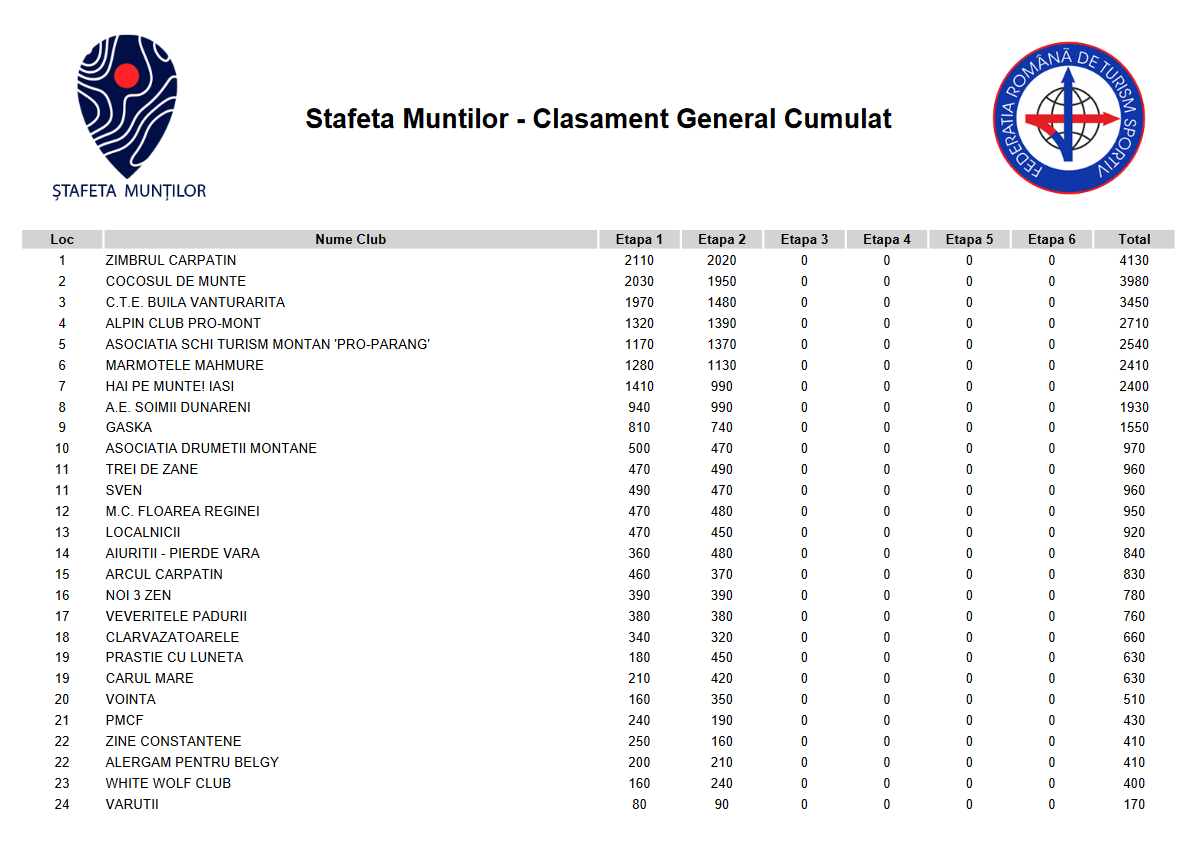 ŞTAFETA MUNŢILOR
Stafeta Muntilor - Clasament General Cumulat
FEDERATIA ROMÂNĂ DE TURISM SPORTIV
Loc Nume Club Etapa 1 Etapa 2 Etapa 3 Etapa 4 Etapa 5 Etapa 6 Total
1 ZIMBRUL CARPATIN 2110 2020 0 0 0 0 4130
2 COCOSUL DE MUNTE 2030 1950 0 0 0 0 3980
3 C.T.E. BUILA VANTURARITA 1970 1480 0 0 0 0 3450
4 ALPIN CLUB PRO-MONT 1320 1390 0 0 0 0 2710
5 ASOCIATIA SCHI TURISM MONTAN 'PRO-PARANG' 1170 1370 0 0 0 0 2540
6 MARMOTELE MAHMURE 1280 1130 0 0 0 0 2410
7 HAI PE MUNTE! IASI 1410 990 0 0 0 0 2400
8 A.E. SOIMII DUNARENI 940 990 0 0 0 0 1930
9 GASKA 810 740 0 0 0 0 1550
10 ASOCIATIA DRUMETII MONTANE 500 470 0 0 0 0 970
11 TREI DE ZANE 470 490 0 0 0 0 960
11 SVEN 490 470 0 0 0 0 960
12 M.C. FLOAREA REGINEI 470 480 0 0 0 0 950
13 LOCALNICII 470 450 0 0 0 0 920
14 AIURITII - PIERDE VARA 360 480 0 0 0 0 840
15 ARCUL CARPATIN 460 370 0 0 0 0 830
16 NOI 3 ZEN 390 390 0 0 0 0 780
17 VEVERITELE PADURII 380 380 0 0 0 0 760
18 CLARVAZATOARELE 340 320 0 0 0 0 660
19 PRASTIE CU LUNETA 180 450 0 0 0 0 630
19 CARUL MARE 210 420 0 0 0 0 630
20 VOINTA 160 350 0 0 0 0 510
21 PMCF 240 190 0 0 0 0 430
22 ZINE CONSTANTENE 250 160 0 0 0 0 410
22 ALERGAM PENTRU BELGY 200 210 0 0 0 0 410
23 WHITE WOLF CLUB 160 240 0 0 0 0 400
24 VARUTII 80 90 0 0 0 0 170